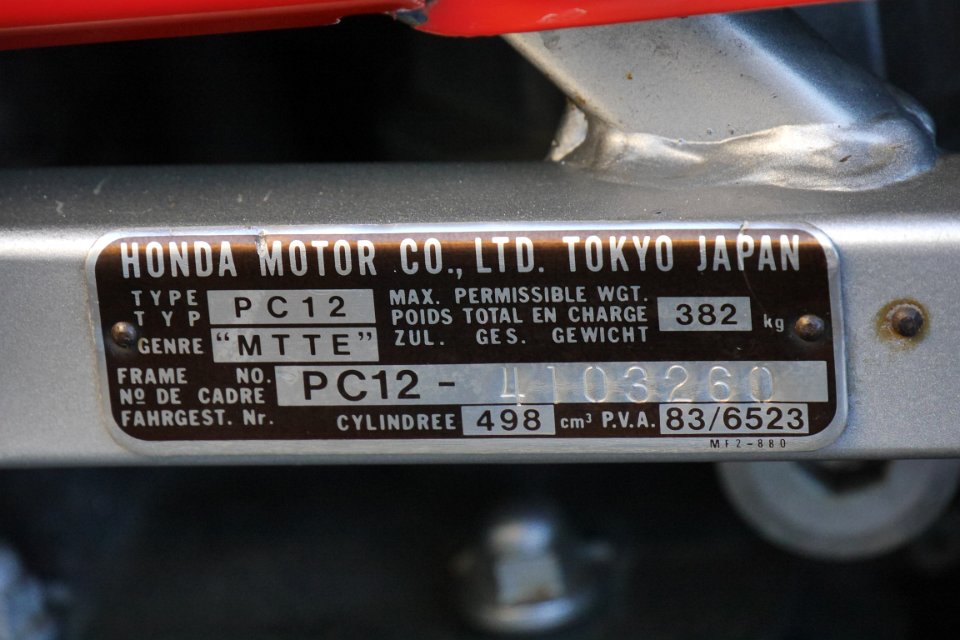 HONDA MOTOR CO., LTD. TOKYO JAPAN
TYPE
TYP
PC12
MAX. PERMISSIBLE WGT.
POIDS TOTAL EN CHARGE
ZUL. GES. GEWICHT
382 kg
GENRE "MTTE"
FRAME NO.
Nº DE CADRE
FAHRGEST. Nr.
PC12-4103260
CYLINDREE 498 cm³ P.V.A. 83/6523
MF2-880